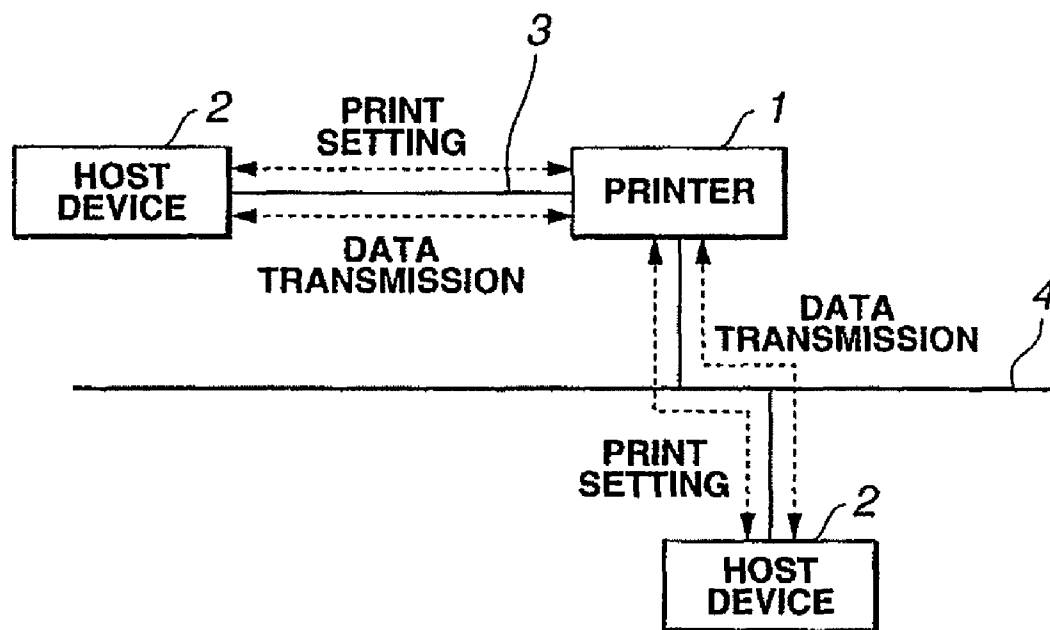 3
2
PRINT
SETTING
1
HOST
DEVICE
PRINTER
DATA
TRANSMISSION
DATA
TRANSMISSION
4
PRINT
SETTING
2
HOST
DEVICE